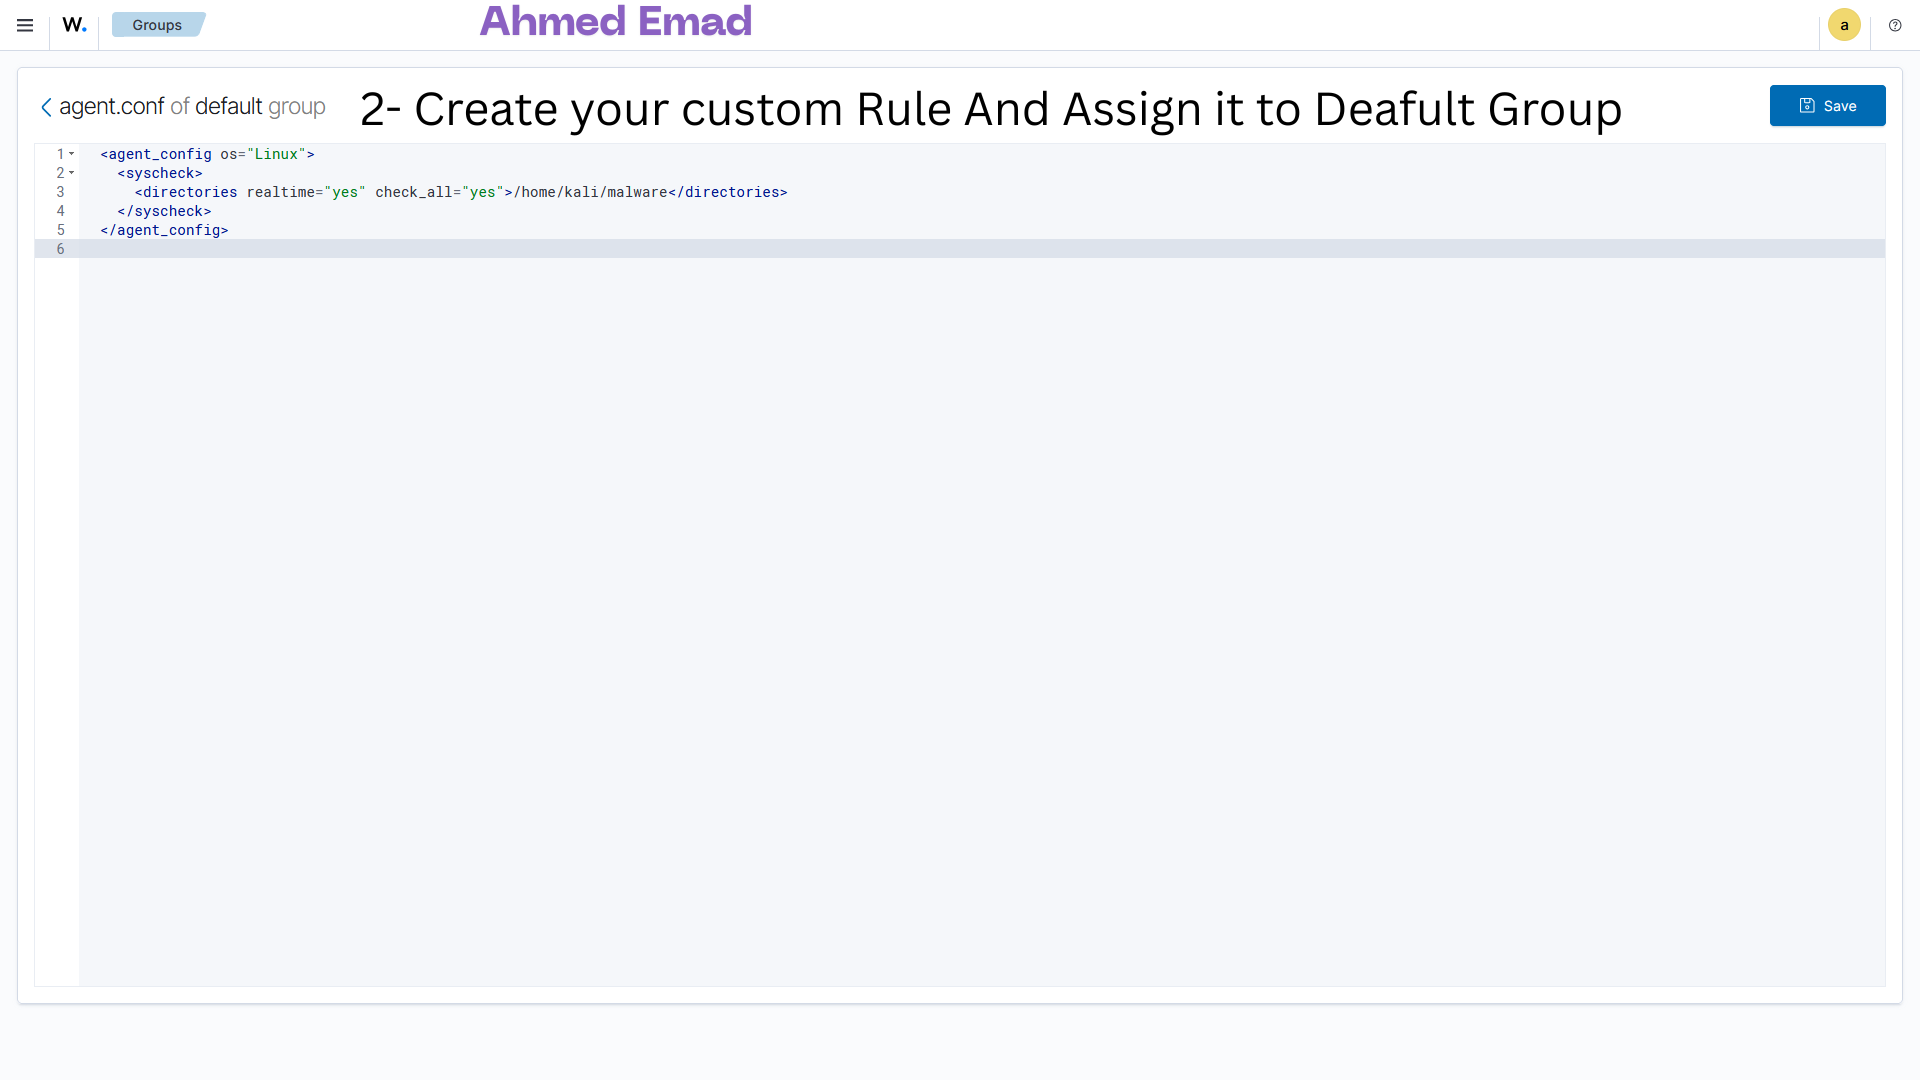 W. Groups Ahmed Emad a
agent.conf of default group 2- Create your custom Rule And Assign it to Deafult Group Save
1 <agent_config os="Linux">
2 <syscheck>
3 <directories realtime="yes" check_all="yes">/home/kali/malware</directories>
4 </syscheck>
5 </agent_config>
6